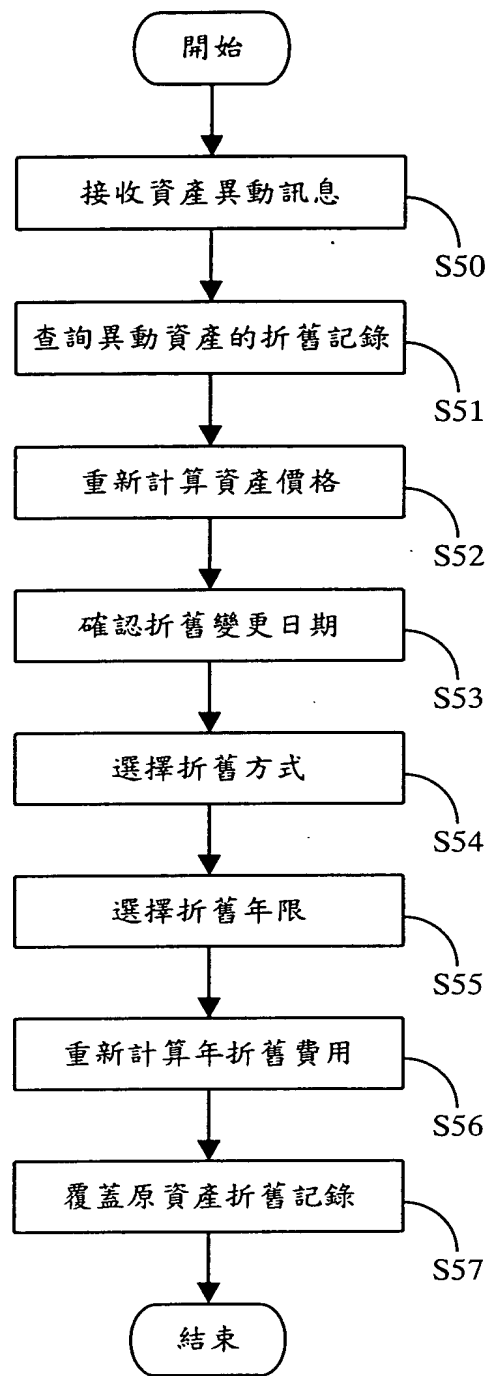 開始
接收資產異動訊息
S50
查詢異動資產的折舊記錄
S51
重新計算資產價格
S52
確認折舊變更日期
S53
選擇折舊方式
S54
選擇折舊年限
S55
重新計算年折舊費用
S56
覆蓋原資產折舊記錄
S57
結束